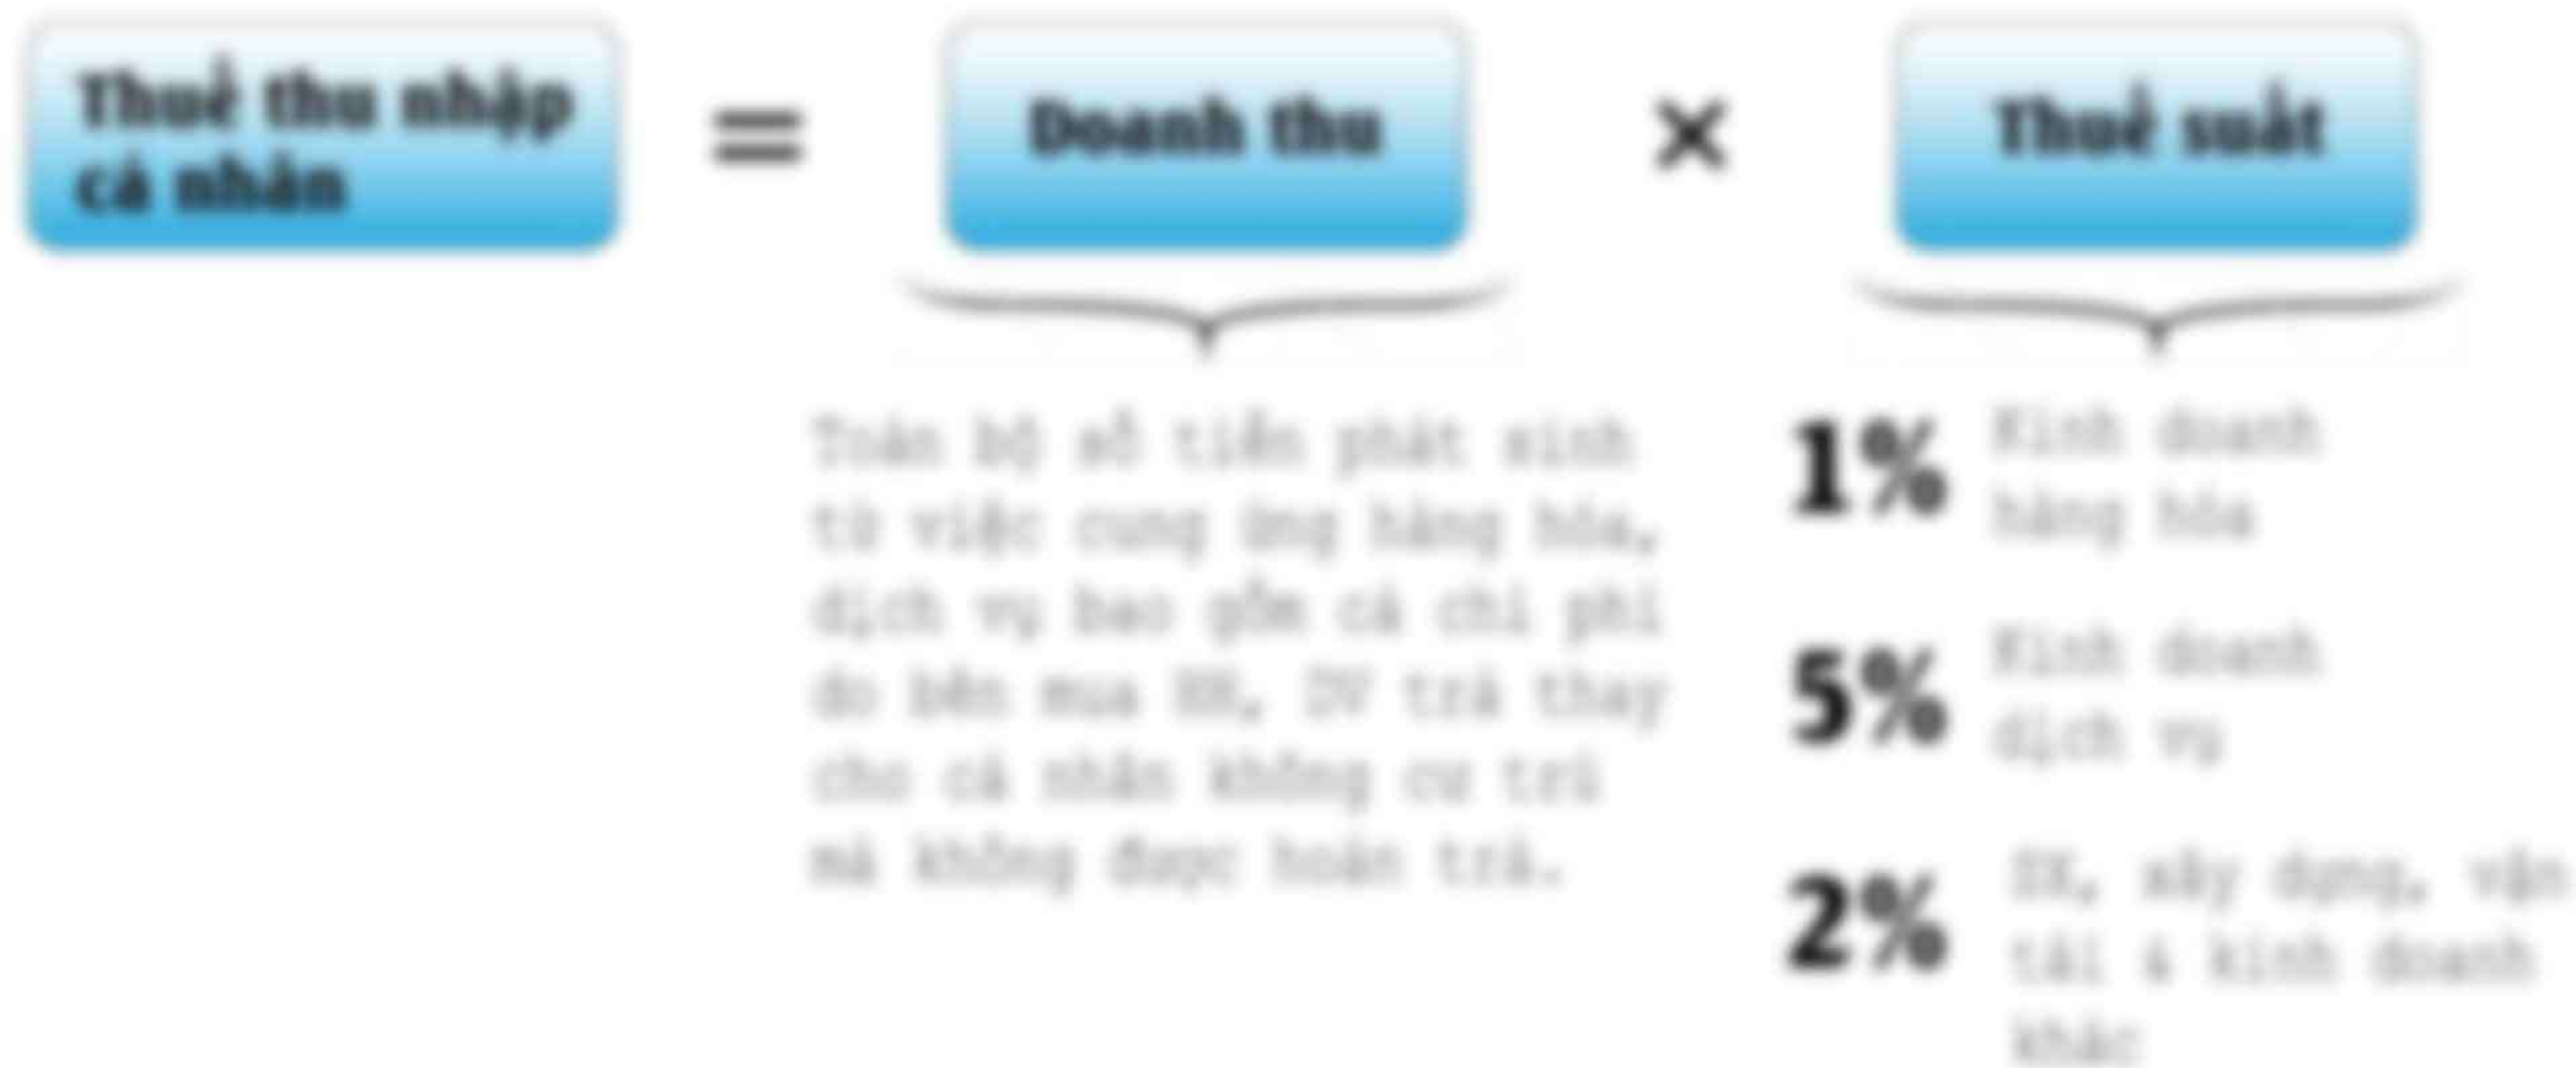 Thuế thu nhập
cá nhân
=
Doanh thu
×
Thuế suất
Toàn bộ số tiền phát sinh
từ việc cung ứng hàng hóa,
dịch vụ bao gồm cả chi phí
do bên mua HH, DV trả thay
cho cá nhân không cư trú
mà không được hoàn trả.
1% Kinh doanh
hàng hóa
5% Kinh doanh
dịch vụ
2% SX, xây dựng, vận
tải & kinh doanh
khác